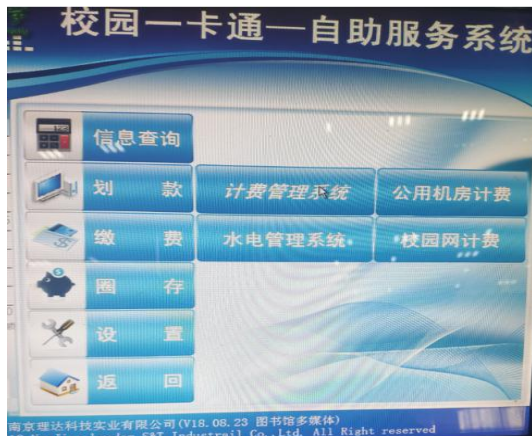 校园一卡通—自助服务系统
信息查询
划 款 计费管理系统 公用机房计费
缴 费 水电管理系统 校园网计费
圈 存
设 置
返 回
南京理达科技实业有限公司(V18.08.23 图书馆多媒体)
S&T Industrail Co.,Ltd. All Right reserved